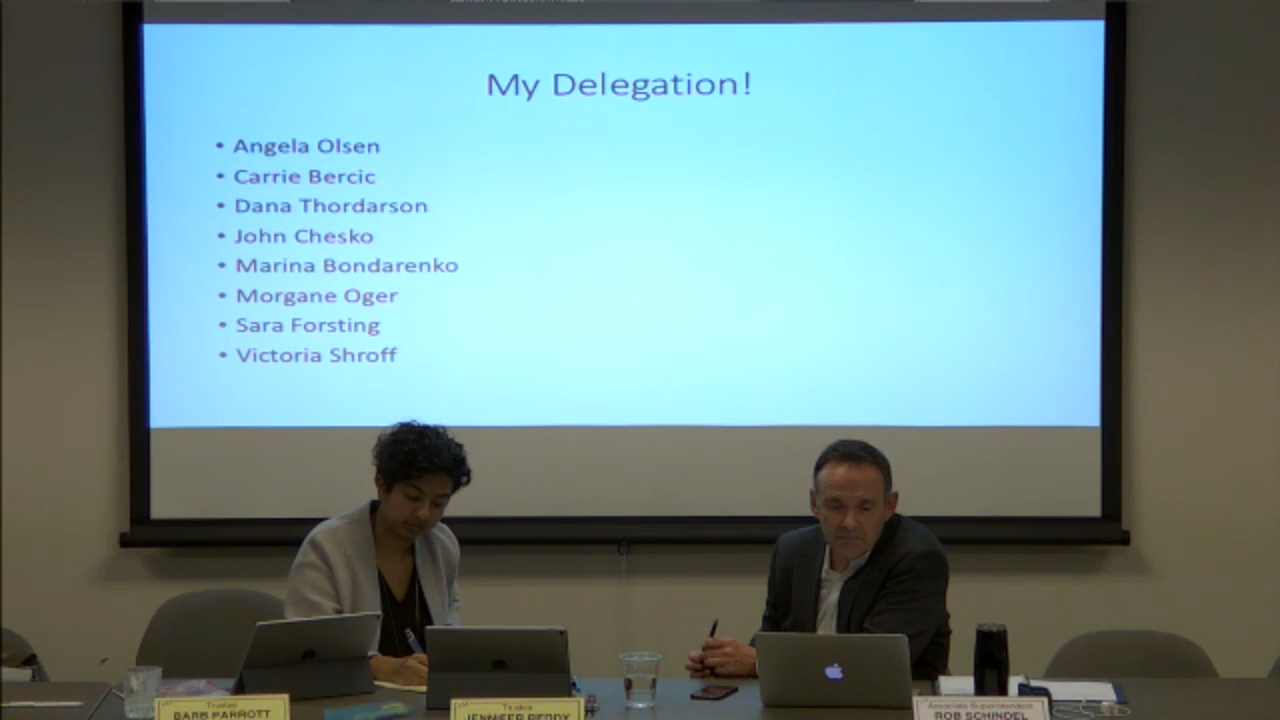 My Delegation!
• Angela Olsen
• Carrie Bercic
• Dana Thordarson
• John Chesko
• Marina Bondarenko
• Morgane Oger
• Sara Forsting
• Victoria Shroff
Trustee
BARB PARROTT
Trustee
JENNIFER REDDY
Associate Superintendent
ROB SCHINDEL